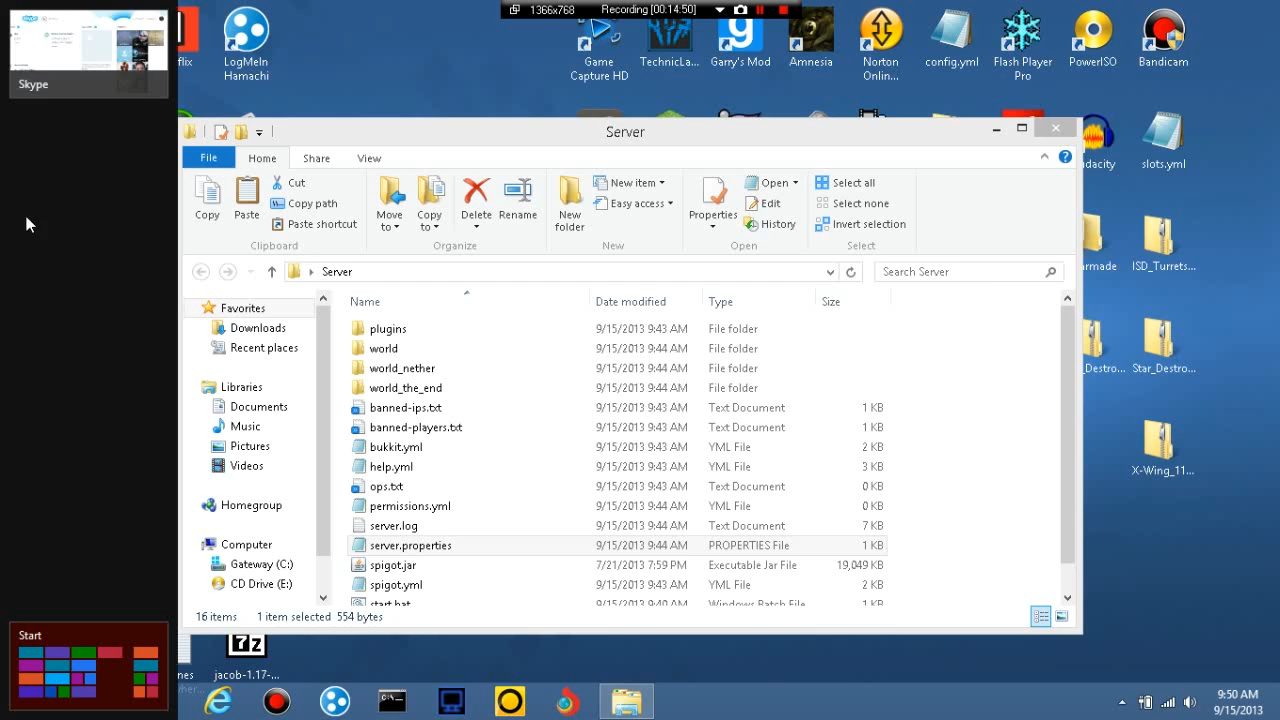 1366x768 Recording [00:14:50]
Skype
flix
LogMeIn
Hamachi
Game
Capture HD
TechnicLa...
Mod
Amnesia
Onlin...
config.yml
Flash Player
Pro
PowerISO
Bandicam
Server
File Home Share View
Copy
Paste
Cut
Copy path
Paste shortcut
Move
to
Copy
to
Delete
Rename
New
folder
New item
Easy access
Properties
Open
Edit
History
Select all
Select none
Invert selection
Clipboard Organize New Open Select
Server
Search Server
Name Date modified Type Size
Favorites
Downloads
Recent places
Libraries
Documents
Music
Pictures
Videos
Homegroup
Computer
Gateway (C:)
CD Drive (E:)
plugins 9/15/2013 9:43 AM File folder
world 9/15/2013 9:44 AM File folder
world_nether 9/15/2013 9:44 AM File folder
world_the_end 9/15/2013 9:44 AM File folder
banned-ips.txt 9/15/2013 9:43 AM Text Document 1 KB
banned-players.txt 9/15/2013 9:43 AM Text Document 1 KB
bukkit.yml 9/15/2013 9:43 AM YML File 2 KB
help.yml 9/15/2013 9:43 AM YML File 3 KB
ops.txt 9/15/2013 9:43 AM Text Document 0 KB
permissions.yml 9/15/2013 9:44 AM YML File 0 KB
server.log 9/15/2013 9:44 AM Text Document 7 KB
server.properties 9/15/2013 9:44 AM PROPERTIES File 1 KB
spigot.jar Executable Jar File 19,049 KB
spigot.yml 9/15/2013 9:43 AM YML File 2 KB
start.bat 9/15/2013 9:40 AM Windows Batch File 1 KB
16 items 1 item selected 554 bytes
dacity
slots.yml
rmade
ISD_Turrets...
_Destro...
Star_Destro...
X-Wing_11...
Start
7z
nes
jacob-1.17-...
9:50 AM
9/15/2013